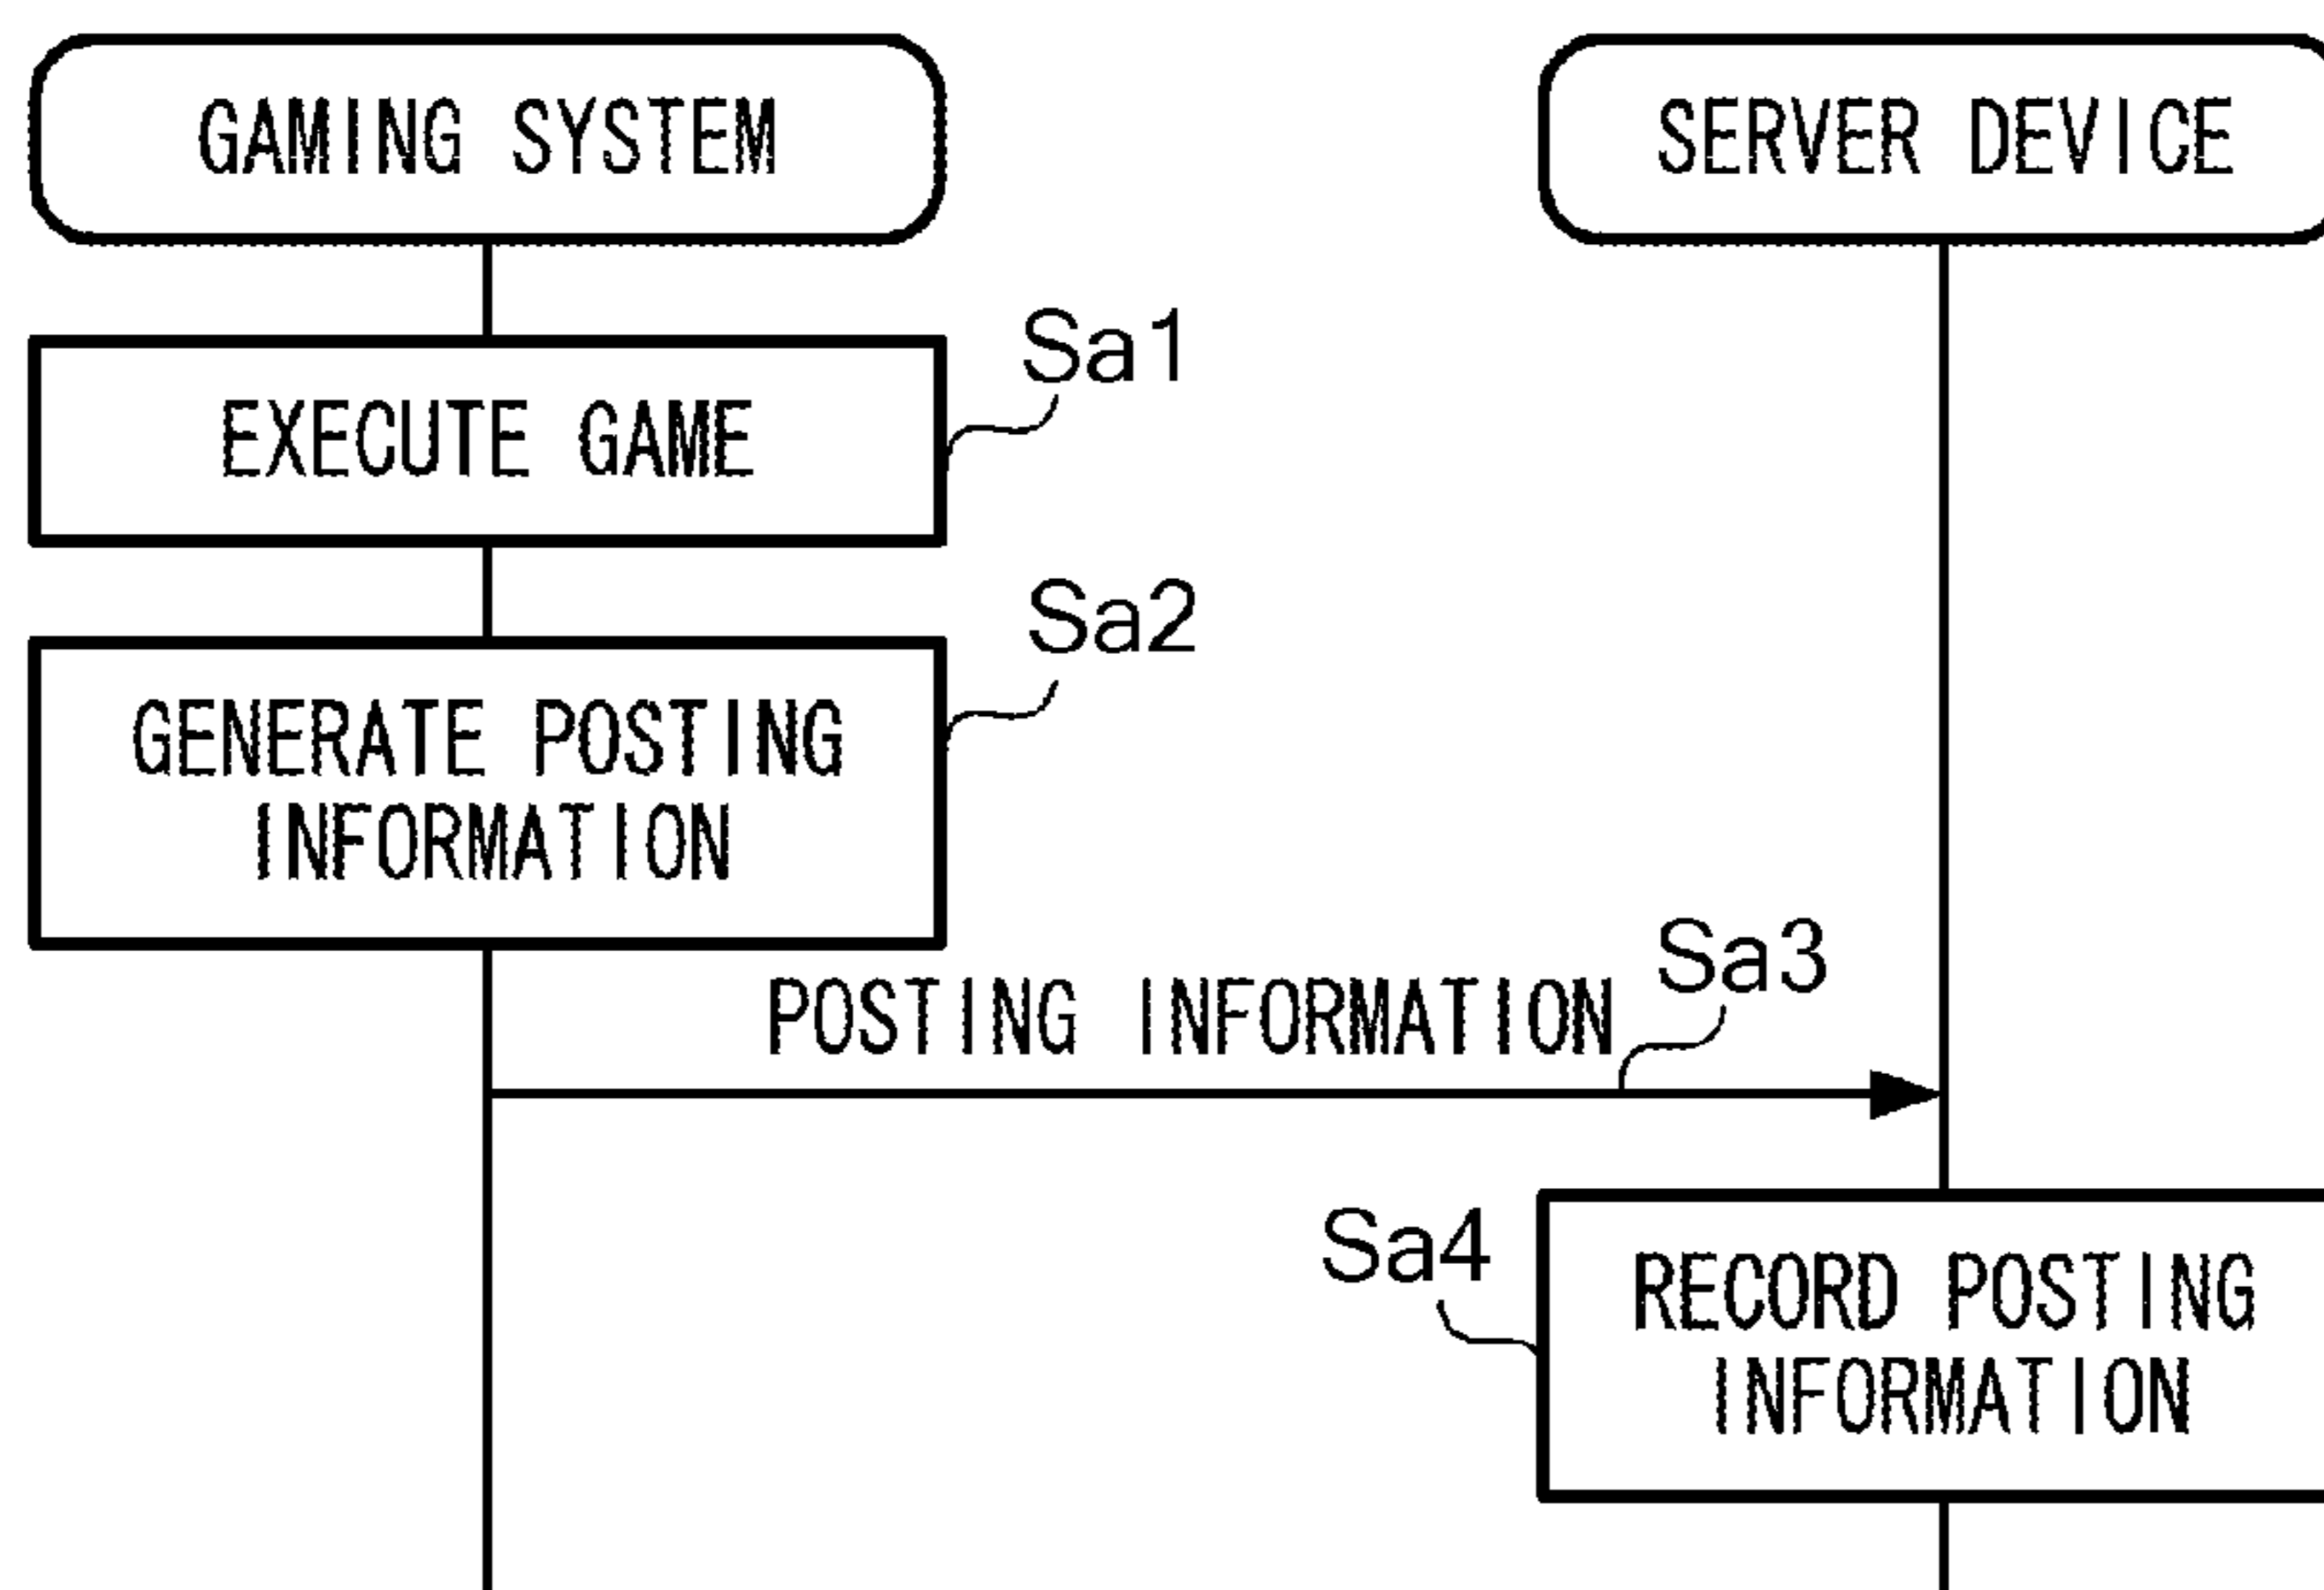 GAMING SYSTEM
SERVER DEVICE
Sa1
EXECUTE GAME
Sa2
GENERATE POSTING
INFORMATION
Sa3
POSTING INFORMATION
Sa4
RECORD POSTING
INFORMATION